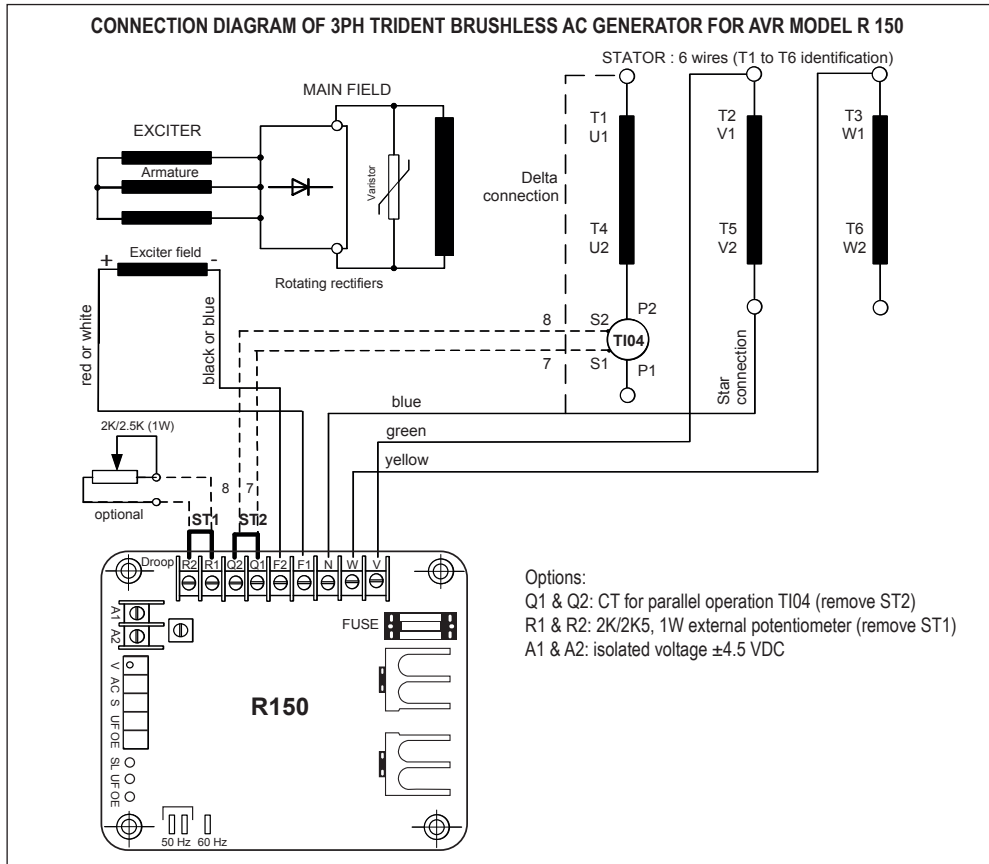 CONNECTION DIAGRAM OF 3PH TRIDENT BRUSHLESS AC GENERATOR FOR AVR MODEL R 150
STATOR : 6 wires (T1 to T6 identification)
MAIN FIELD
EXCITER
Armature
Varistor
Rotating rectifiers
Exciter field
+
-
red or white
black or blue
T1
U1
T2
V1
T3
W1
Delta
connection
T4
U2
T5
V2
T6
W2
8
S2
P2
TI04
7
S1
P1
Star
connection
blue
green
yellow
2K/2.5K (1W)
optional
8
7
ST1
ST2
Droop
R2
R1
Q2
Q1
F2
F1
N
W
V
A1
A2
FUSE
V
AC
S
UF
OE
R150
SL
UF
OE
50 Hz
60 Hz
Options:
Q1 & Q2: CT for parallel operation TI04 (remove ST2)
R1 & R2: 2K/2K5, 1W external potentiometer (remove ST1)
A1 & A2: isolated voltage ±4.5 VDC